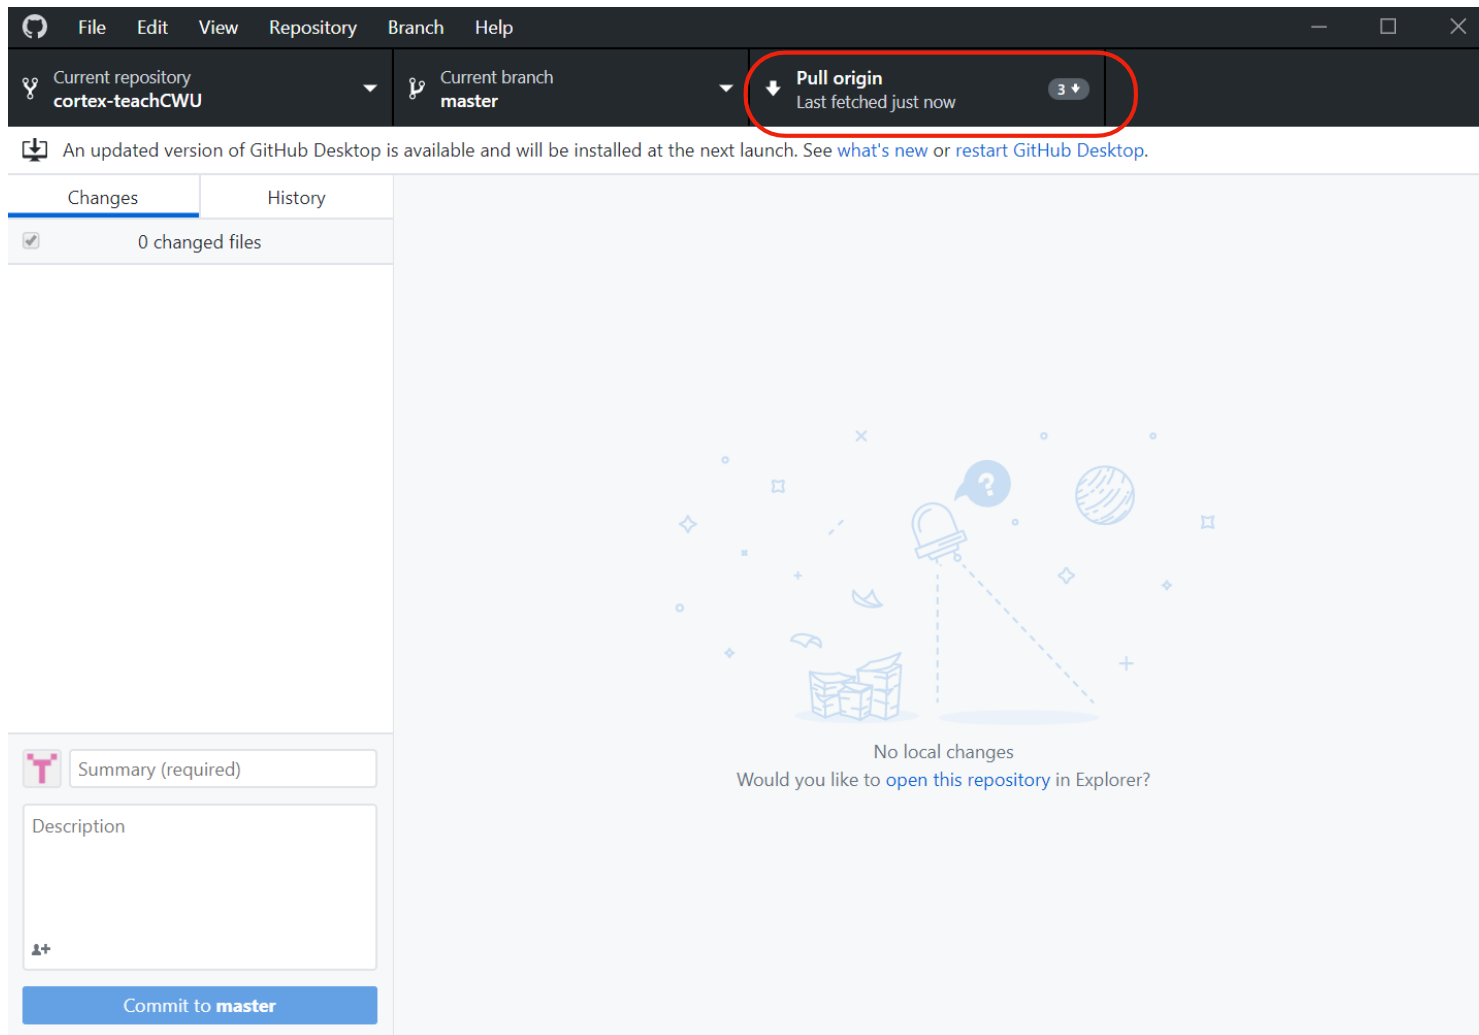 File Edit View Repository Branch Help
Current repository
cortex-teachCWU
Current branch
master
Pull origin
Last fetched just now
3
An updated version of GitHub Desktop is available and will be installed at the next launch. See what's new or restart GitHub Desktop.
Changes
History
0 changed files
?
No local changes
Would you like to open this repository in Explorer?
Summary (required)
Description
Commit to master